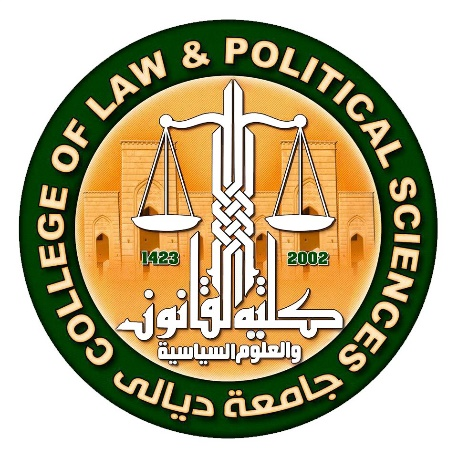 COLLEGE OF LAW & POLITICAL SCIENCES
1423 2002
كلية القانون
والعلوم السياسية
جامعة ديالى